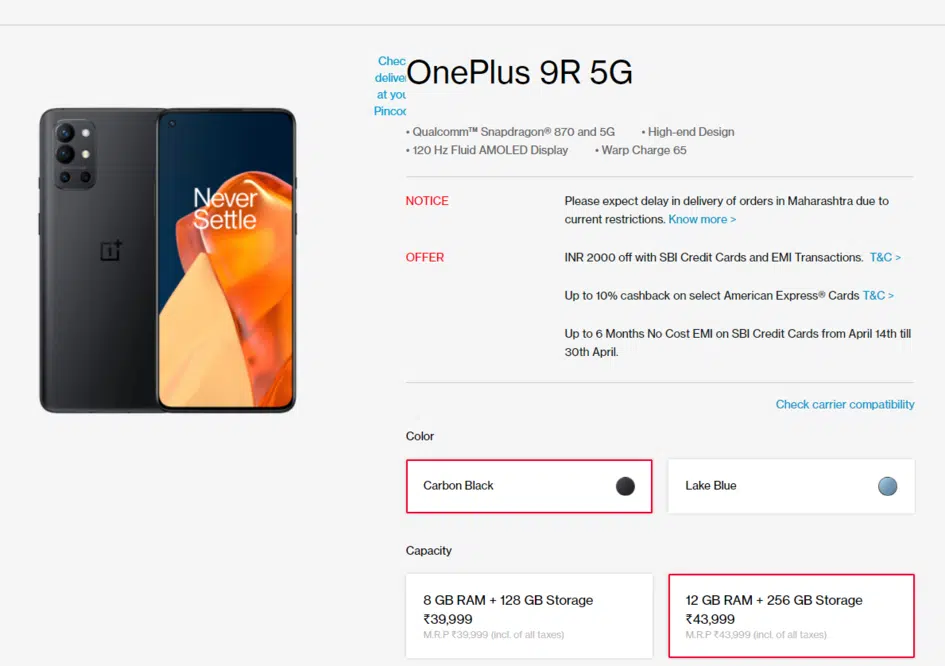 Chec
delive
at you
Pincod
OnePlus 9R 5G
• Qualcomm™ Snapdragon® 870 and 5G • High-end Design
• 120 Hz Fluid AMOLED Display • Warp Charge 65
Never
Settle
NOTICE
Please expect delay in delivery of orders in Maharashtra due to
current restrictions. Know more >
OFFER
INR 2000 off with SBI Credit Cards and EMI Transactions. T&C >
Up to 10% cashback on select American Express® Cards T&C >
Up to 6 Months No Cost EMI on SBI Credit Cards from April 14th till
30th April.
Check carrier compatibility
Color
Carbon Black
Lake Blue
Capacity
8 GB RAM + 128 GB Storage
₹39,999
M.R.P ₹39,999 (incl. of all taxes)
12 GB RAM + 256 GB Storage
₹43,999
M.R.P ₹43,999 (incl. of all taxes)